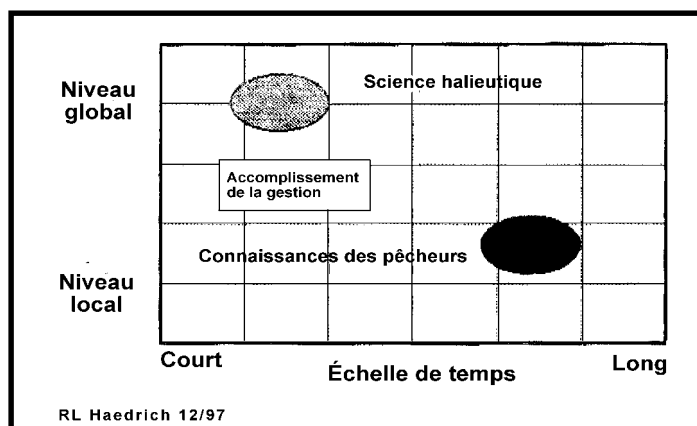 Niveau
global
Science halieutique
Accomplissement
de la gestion
Connaissances des pêcheurs
Niveau
local
Court
Échelle de temps
Long
RL Haedrich 12/97